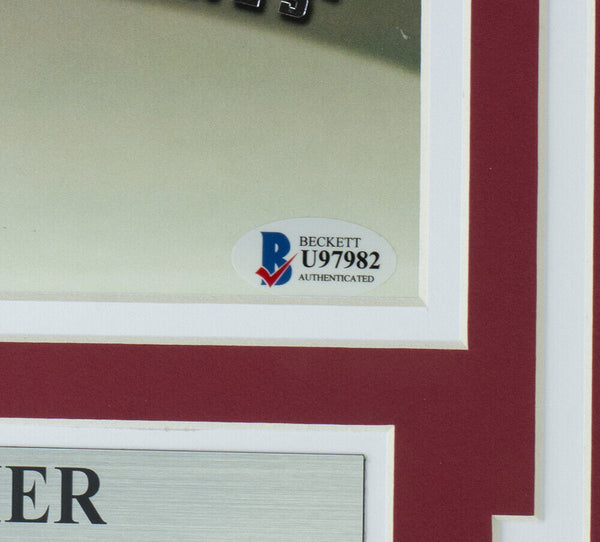 BECKETT
U97982
AUTHENTICATED
IER